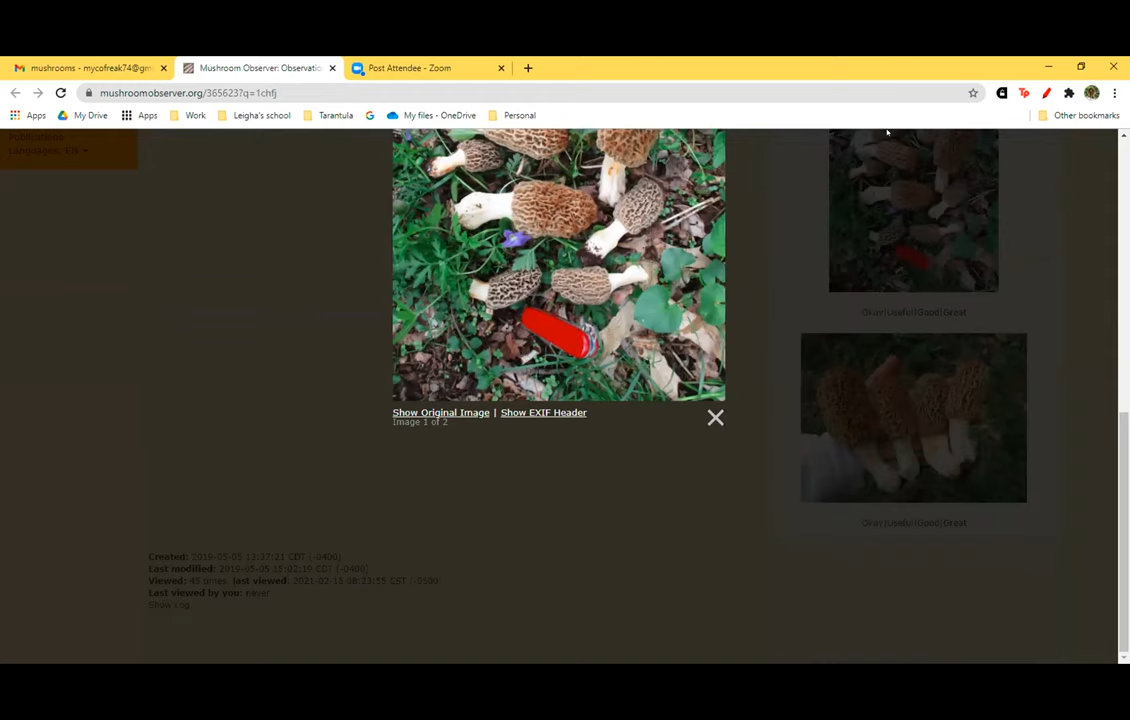 mushrooms - mycofreak74@gm
Mushroom Observer: Observatio
Post Attendee - Zoom
mushroomobserver.org/365623?q=1chfj
Apps
My Drive
Apps
Work
Leigha's school
Tarantula
My files - OneDrive
Personal
Other bookmarks
Languages: EN
Okay|Useful|Good|Great
Show Original Image | Show EXIF Header
Image 1 of 2
Okay|Useful|Good|Great
Created: 2019-05-05 13:37:21 CDT (-0400)
Last modified: 2019-05-05 15:02:19 CDT (-0400)
Viewed: 45 times, last viewed: 2021-02-15 08:23:55 EST (-0500)
Last viewed by you: never
Show Log